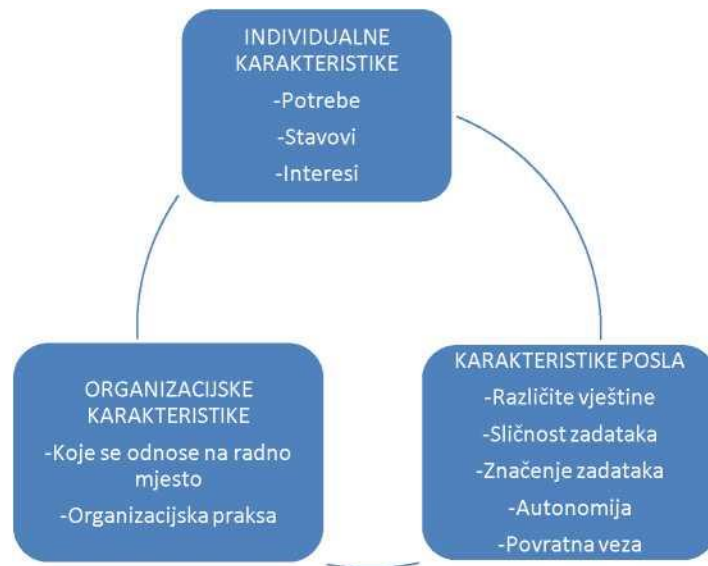 INDIVIDUALNE
KARAKTERISTIKE
-Potrebe
-Stavovi
-Interesi
ORGANIZACIJSKE
KARAKTERISTIKE
-Koje se odnose na radno
mjesto
-Organizacijska praksa
KARAKTERISTIKE POSLA
-Različite vještine
-Sličnost zadataka
-Značenje zadataka
-Autonomija
-Povratna veza